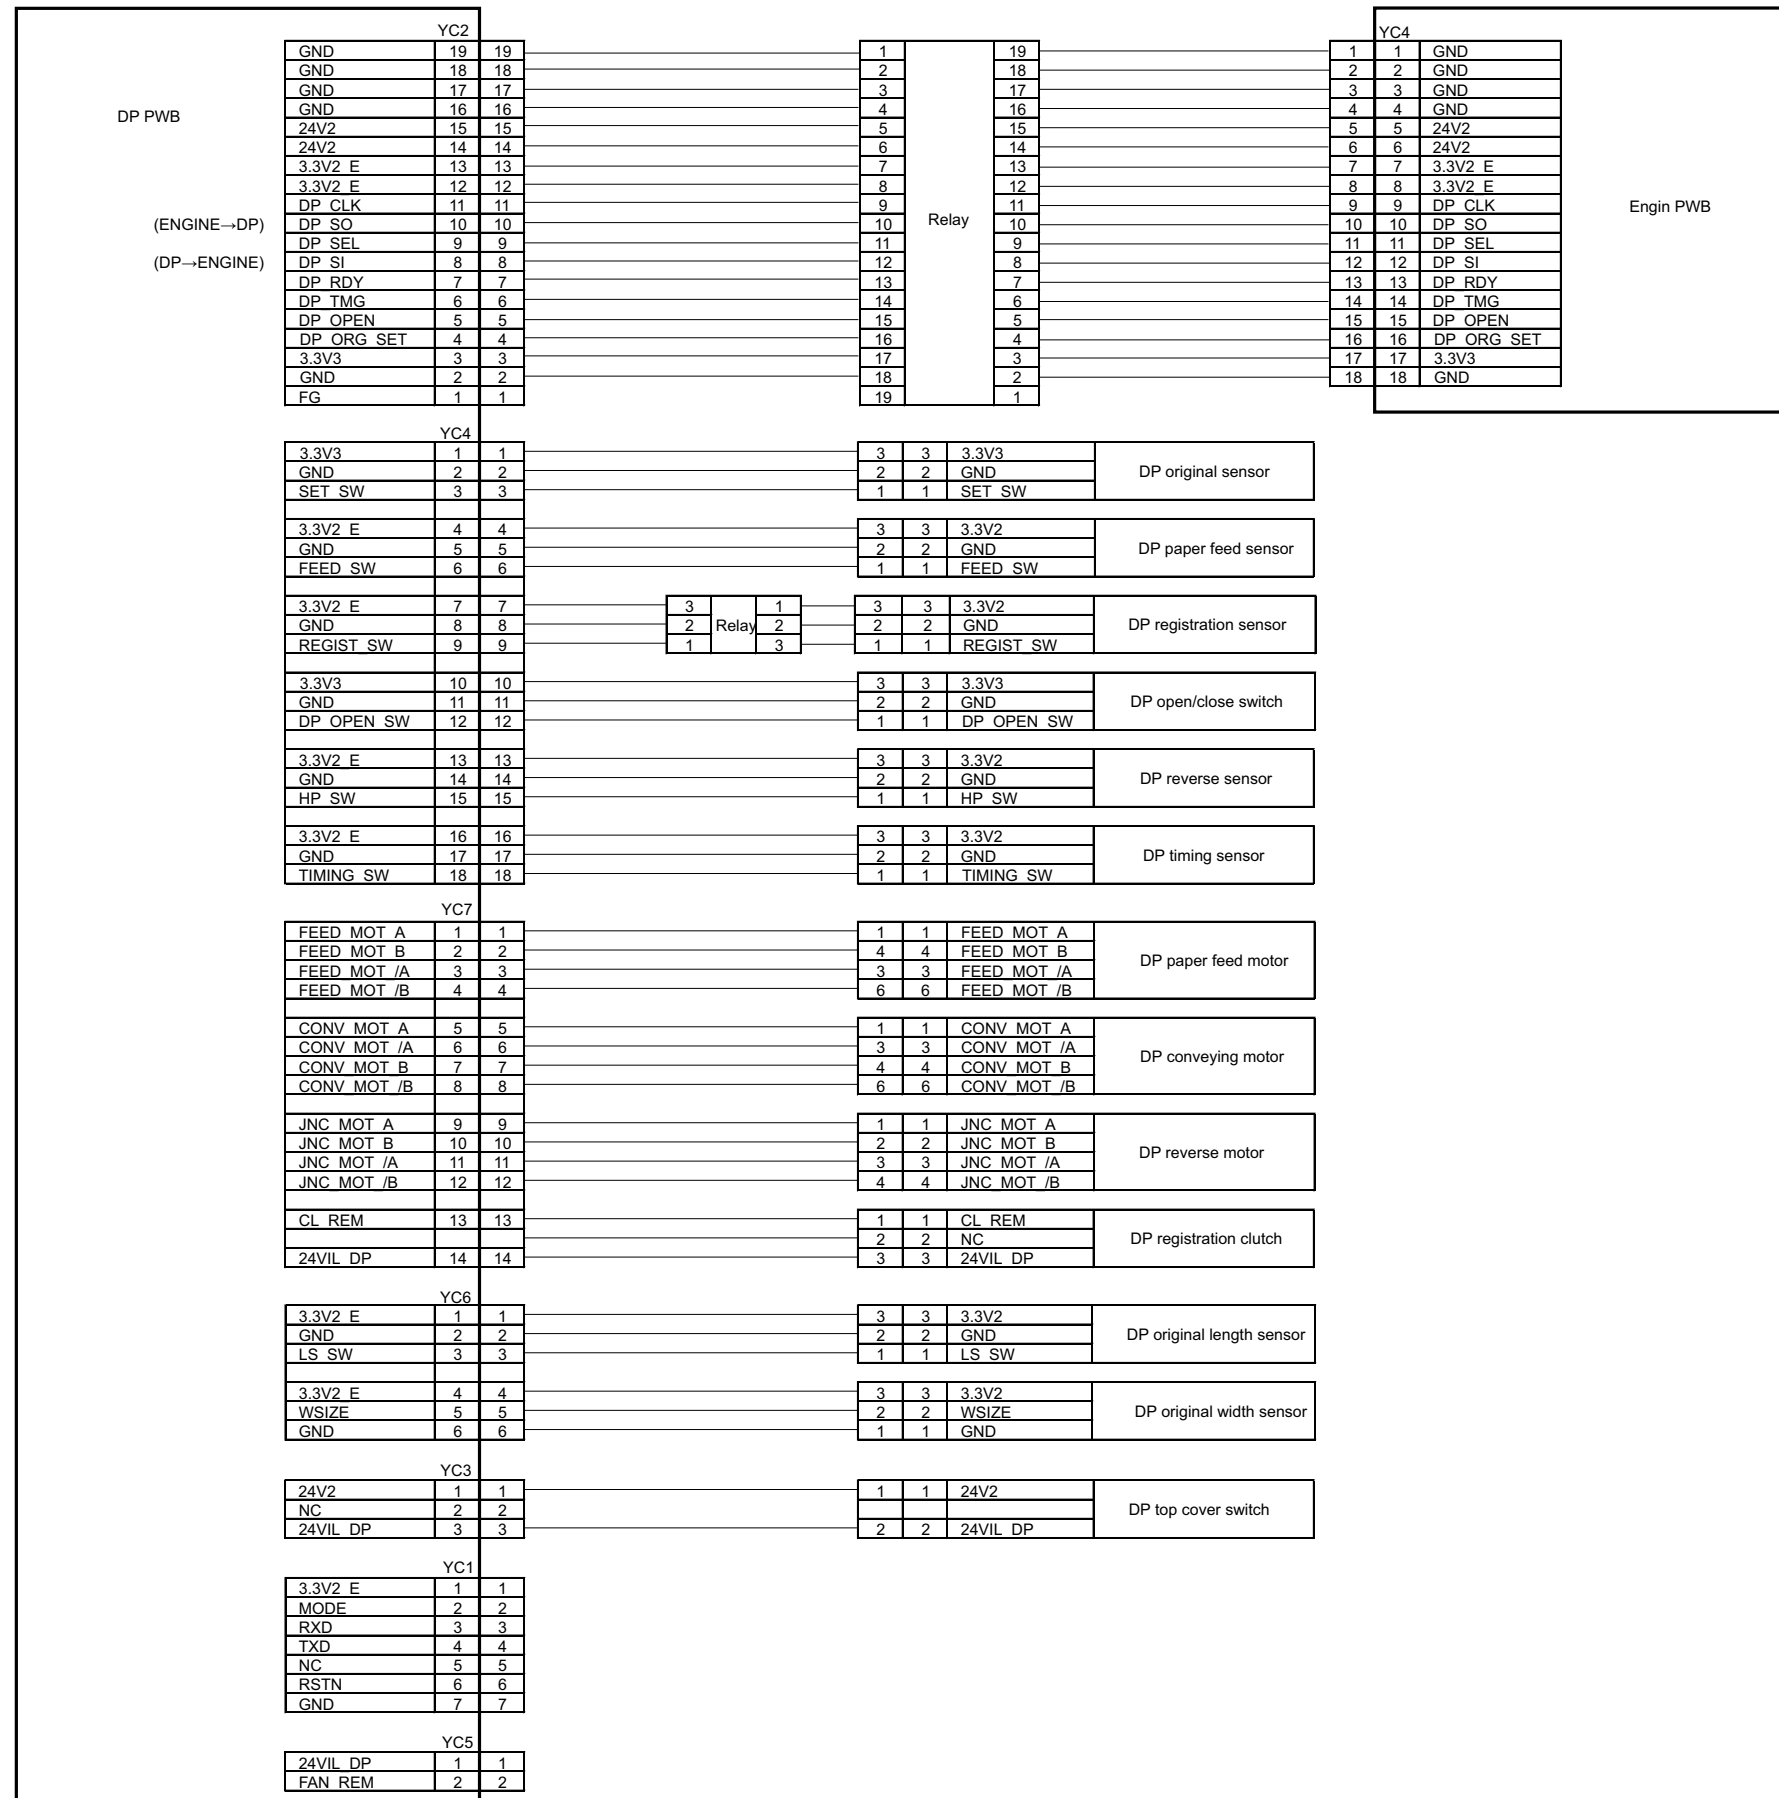 YC2 YC4
GND 19 19 1 19 1 1 GND
GND 18 18 2 18 2 2 GND
GND 17 17 3 17 3 3 GND
GND 16 16 4 16 4 4 GND
DP PWB
24V2 15 15 5 15 5 5 24V2
24V2 14 14 6 14 6 6 24V2
3.3V2_E 13 13 7 13 7 7 3.3V2_E
3.3V2_E 12 12 8 12 8 8 3.3V2_E
DP_CLK 11 11 9 11 9 9 DP_CLK Engin PWB
(ENGINE→DP) DP_SO 10 10 10 Relay 10 10 10 DP_SO
DP_SEL 9 9 11 9 11 11 DP_SEL
(DP→ENGINE) DP_SI 8 8 12 8 12 12 DP_SI
DP_RDY 7 7 13 7 13 13 DP_RDY
DP_TMG 6 6 14 6 14 14 DP_TMG
DP_OPEN 5 5 15 5 15 15 DP_OPEN
DP_ORG_SET 4 4 16 4 16 16 DP_ORG_SET
3.3V3 3 3 17 3 17 17 3.3V3
GND 2 2 18 2 18 18 GND
FG 1 1 19 1
YC4
3.3V3 1 1 3 3 3.3V3
GND 2 2 2 2 GND DP original sensor
SET_SW 3 3 1 1 SET_SW
3.3V2_E 4 4 3 3 3.3V2
GND 5 5 2 2 GND DP paper feed sensor
FEED_SW 6 6 1 1 FEED_SW
3.3V2_E 7 7 3 1 3 3 3.3V2
GND 8 8 2 Relay 2 2 2 GND DP registration sensor
REGIST_SW 9 9 1 3 1 1 REGIST_SW
3.3V3 10 10 3 3 3.3V3
GND 11 11 2 2 GND DP open/close switch
DP_OPEN_SW 12 12 1 1 DP_OPEN_SW
3.3V2_E 13 13 3 3 3.3V2
GND 14 14 2 2 GND DP reverse sensor
HP_SW 15 15 1 1 HP_SW
3.3V2_E 16 16 3 3 3.3V2
GND 17 17 2 2 GND DP timing sensor
TIMING_SW 18 18 1 1 TIMING_SW
YC7
FEED_MOT_A 1 1 1 1 FEED_MOT_A
FEED_MOT_B 2 2 4 4 FEED_MOT_B
DP paper feed motor
FEED_MOT_/A 3 3 3 3 FEED_MOT_/A
FEED_MOT_/B 4 4 6 6 FEED_MOT_/B
CONV_MOT_A 5 5 1 1 CONV_MOT_A
CONV_MOT_/A 6 6 3 3 CONV_MOT_/A
DP conveying motor
CONV_MOT_B 7 7 4 4 CONV_MOT_B
CONV_MOT_/B 8 8 6 6 CONV_MOT_/B
JNC_MOT_A 9 9 1 1 JNC_MOT_A
JNC_MOT_B 10 10 2 2 JNC_MOT_B
DP reverse motor
JNC_MOT_/A 11 11 3 3 JNC_MOT_/A
JNC_MOT_/B 12 12 4 4 JNC_MOT_/B
CL_REM 13 13 1 1 CL_REM
2 2 NC DP registration clutch
24VIL_DP 14 14 3 3 24VIL_DP
YC6
3.3V2_E 1 1 3 3 3.3V2
GND 2 2 2 2 GND DP original length sensor
LS_SW 3 3 1 1 LS_SW
3.3V2_E 4 4 3 3 3.3V2
WSIZE 5 5 2 2 WSIZE DP original width sensor
GND 6 6 1 1 GND
YC3
24V2 1 1 1 1 24V2
NC 2 2 DP top cover switch
24VIL_DP 3 3 2 2 24VIL_DP
YC1
3.3V2_E 1 1
MODE 2 2
RXD 3 3
TXD 4 4
NC 5 5
RSTN 6 6
GND 7 7
YC5
24VIL_DP 1 1
FAN_REM 2 2